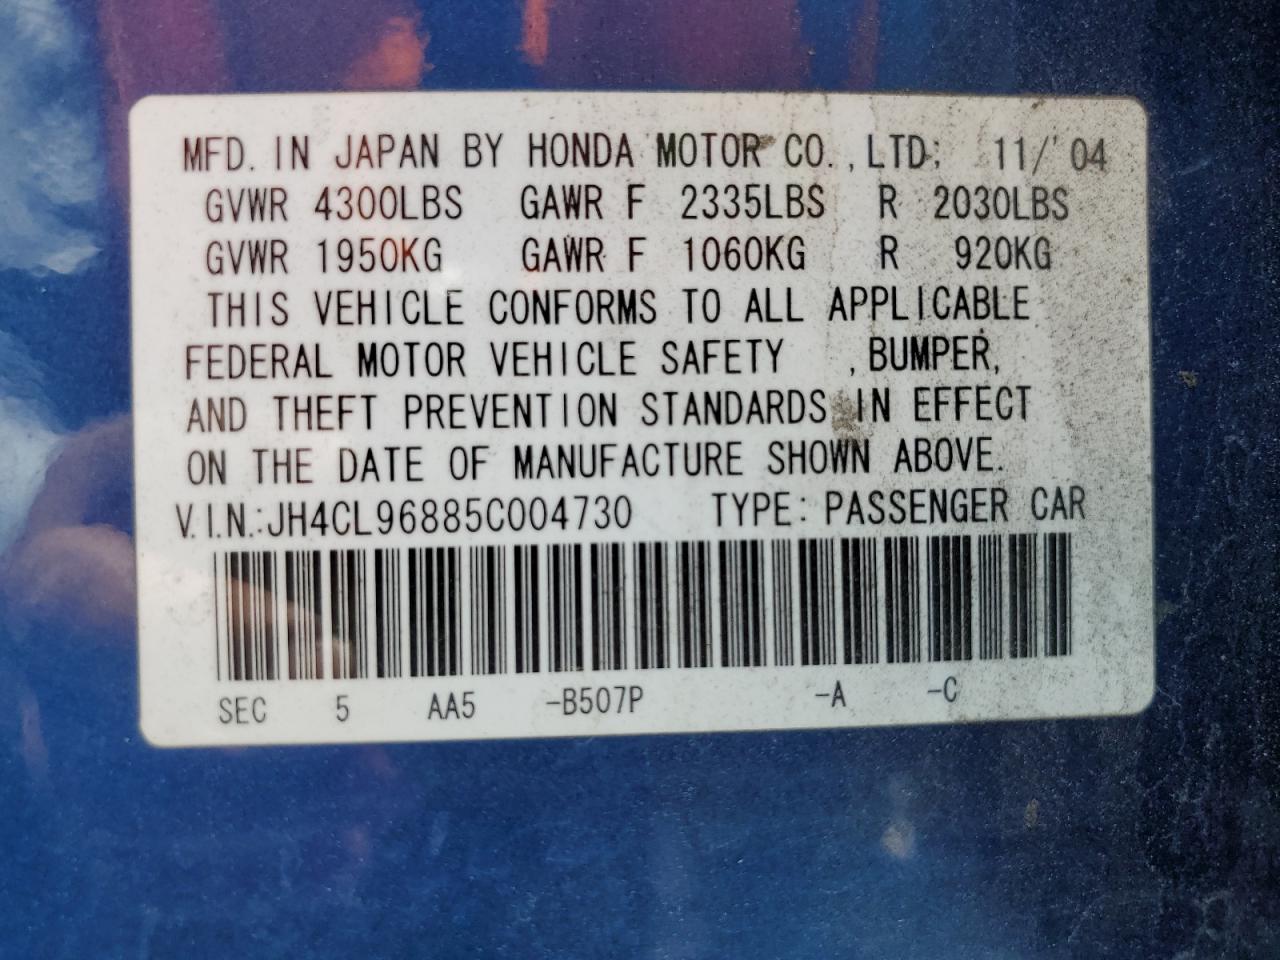 MFD. IN JAPAN BY HONDA MOTOR CO., LTD. 11/'04
GVWR 4300LBS GAWR F 2335LBS R 2030LBS
GVWR 1950KG GAWR F 1060KG R 920KG
THIS VEHICLE CONFORMS TO ALL APPLICABLE
FEDERAL MOTOR VEHICLE SAFETY , BUMPER,
AND THEFT PREVENTION STANDARDS IN EFFECT
ON THE DATE OF MANUFACTURE SHOWN ABOVE.
V.I.N.:JH4CL96885C004730 TYPE: PASSENGER CAR
SEC 5 AA5 -B507P -A -C